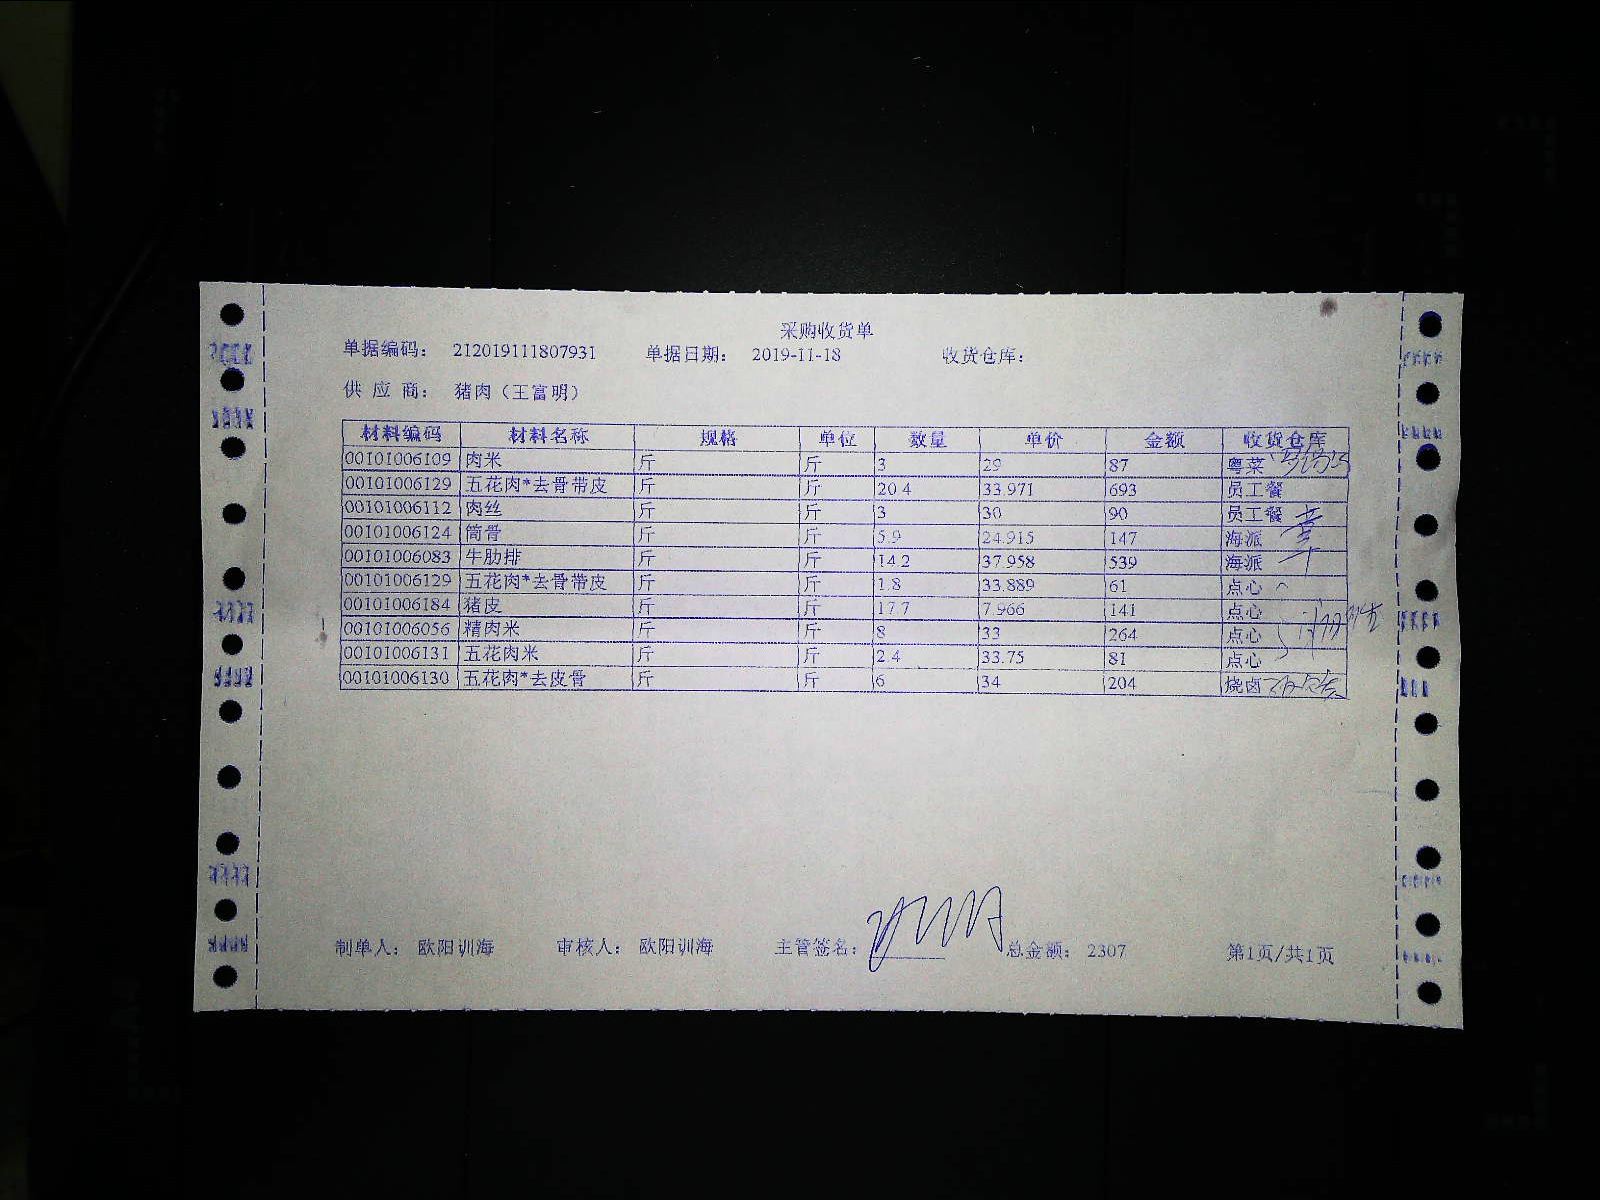 采购收货单
单据编码: 212019111807931 单据日期: 2019-11-18 收货仓库:
供 应 商: 猪肉（王富明）
材料编码 材料名称 规格 单位 数量 单价 金额 收货仓库
00101006109 肉米 斤 斤 3 29 87 粤菜
00101006129 五花肉*去骨带皮 斤 斤 20.4 33.971 693 员工餐
00101006112 肉丝 斤 斤 3 30 90 员工餐
00101006124 筒骨 斤 斤 5.9 24.915 147 海派
00101006083 牛肋排 斤 斤 14.2 37.958 539 海派
00101006129 五花肉*去骨带皮 斤 斤 1.8 33.889 61 点心
00101006184 猪皮 斤 斤 17.7 7.966 141 点心
00101006056 精肉米 斤 斤 8 33 264 点心
00101006131 五花肉米 斤 斤 2.4 33.75 81 点心
00101006130 五花肉*去皮骨 斤 斤 6 34 204 烧卤
制单人: 欧阳训海 审核人: 欧阳训海 主管签名: 总金额: 2307 第1页/共1页